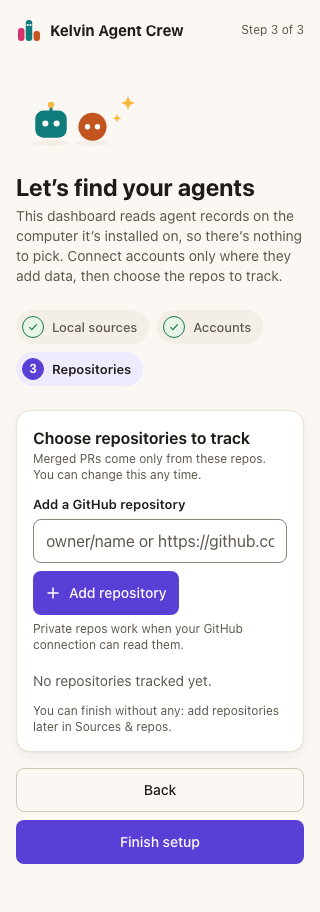 Kelvin Agent Crew
Step 3 of 3
Let’s find your agents
This dashboard reads agent records on the
computer it’s installed on, so there’s nothing
to pick. Connect accounts only where they
add data, then choose the repos to track.
Local sources
Accounts
3 Repositories
Choose repositories to track
Merged PRs come only from these repos.
You can change this any time.
Add a GitHub repository
owner/name or https://github.cc
+ Add repository
Private repos work when your GitHub
connection can read them.
No repositories tracked yet.
You can finish without any: add repositories
later in Sources & repos.
Back
Finish setup